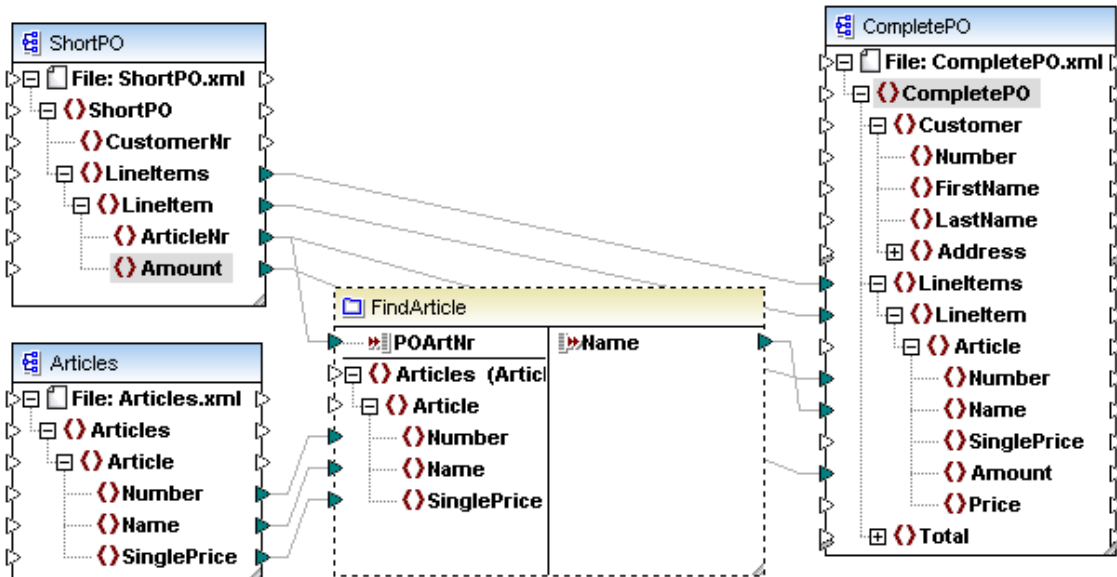 ShortPO
File: ShortPO.xml
ShortPO
CustomerNr
LineItems
LineItem
ArticleNr
Amount
Articles
File: Articles.xml
Articles
Article
Number
Name
SinglePrice
FindArticle
POArtNr
Name
Articles (Articl
Article
Number
Name
SinglePrice
CompletePO
File: CompletePO.xml
CompletePO
Customer
Number
FirstName
LastName
Address
LineItems
LineItem
Article
Number
Name
SinglePrice
Amount
Price
Total